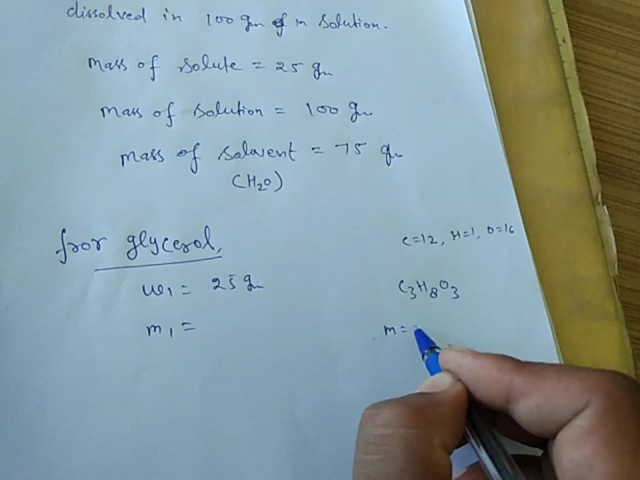 dissolved in 100 gm of in solution.
Mass of solute = 25 gm
Mass of solution = 100 gm
Mass of solvent = 75 gm
(H2O)
for glycerol,
C=12, H=1, O=16
w1 = 25 gm
C3H8O3
m1 =
m =